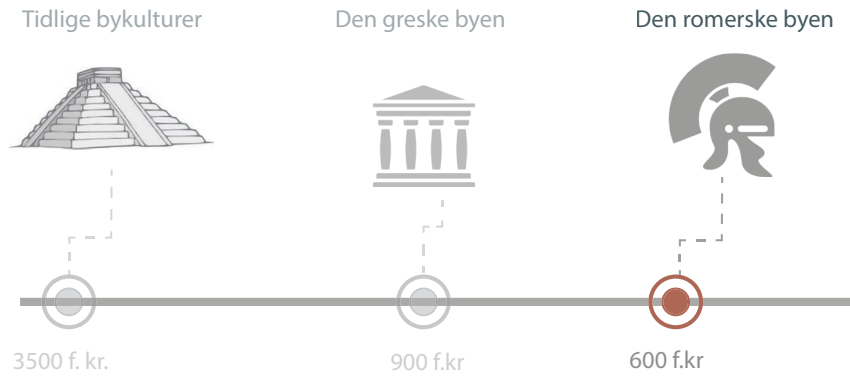 Tidlige bykulturer
Den greske byen
Den romerske byen
3500 f. kr.
900 f.kr
600 f.kr